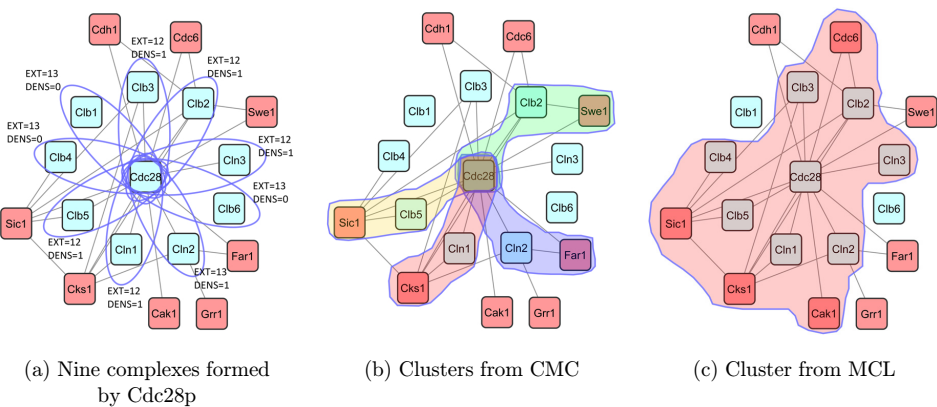 Cdh1
Cdc6
EXT=12
DENS=1
EXT=12
DENS=1
EXT=13
DENS=0
Clb3
Clb2
Clb1
Swe1
EXT=13
DENS=0
EXT=12
DENS=1
Clb4
Cln3
Cdc28
EXT=13
DENS=0
Clb5
Clb6
Sic1
EXT=12
DENS=1
Cln1
Cln2
Far1
EXT=13
DENS=1
Cks1
EXT=12
DENS=1
Cak1
Grr1
(a) Nine complexes formed
by Cdc28p
Cdh1
Cdc6
Clb3
Clb2
Clb1
Swe1
Clb4
Cln3
Cdc28
Clb5
Clb6
Sic1
Cln1
Cln2
Far1
Cks1
Cak1
Grr1
(b) Clusters from CMC
Cdh1
Cdc6
Clb3
Clb2
Clb1
Swe1
Clb4
Cln3
Cdc28
Clb5
Clb6
Sic1
Cln1
Cln2
Far1
Cks1
Cak1
Grr1
(c) Cluster from MCL